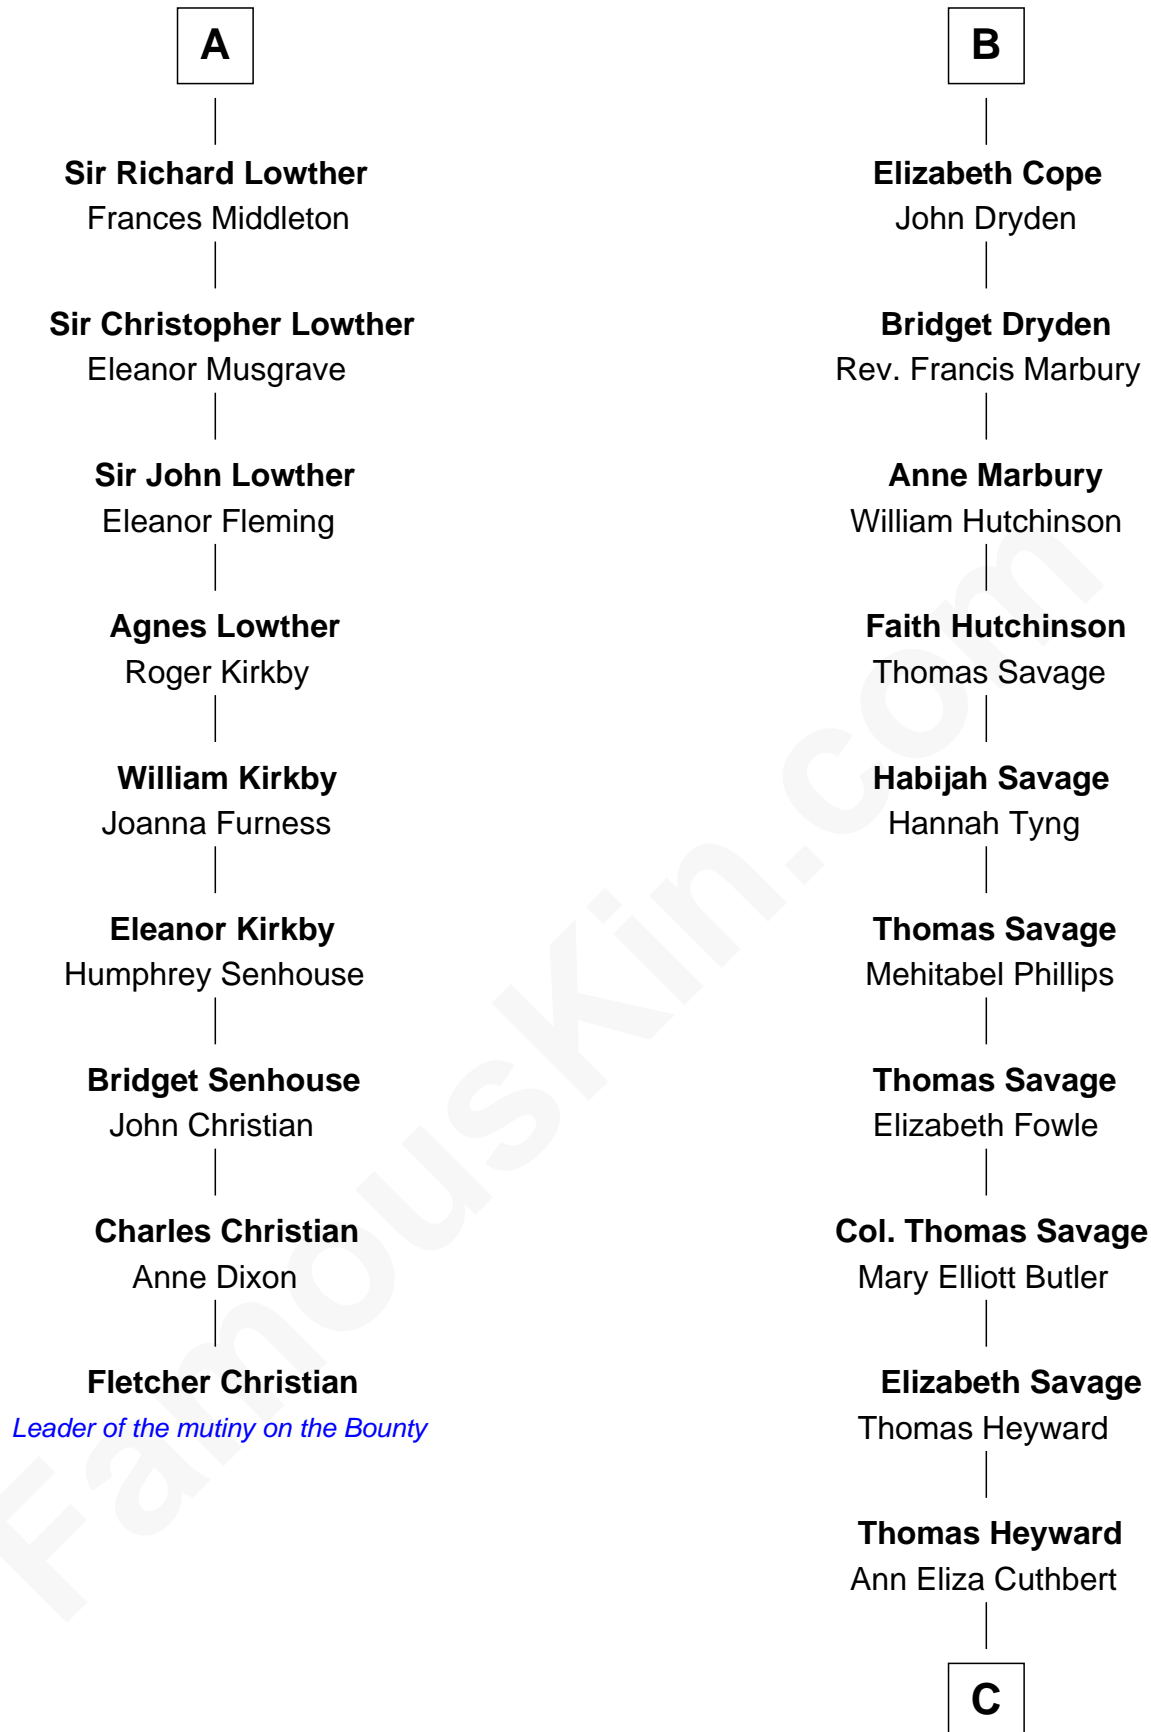 A
Sir Richard Lowther
Frances Middleton
Sir Christopher Lowther
Eleanor Musgrave
Sir John Lowther
Eleanor Fleming
Agnes Lowther
Roger Kirkby
William Kirkby
Joanna Furness
Eleanor Kirkby
Humphrey Senhouse
Bridget Senhouse
John Christian
Charles Christian
Anne Dixon
Fletcher Christian
Leader of the mutiny on the Bounty
B
Elizabeth Cope
John Dryden
Bridget Dryden
Rev. Francis Marbury
Anne Marbury
William Hutchinson
Faith Hutchinson
Thomas Savage
Habijah Savage
Hannah Tyng
Thomas Savage
Mehitabel Phillips
Thomas Savage
Elizabeth Fowle
Col. Thomas Savage
Mary Elliott Butler
Elizabeth Savage
Thomas Heyward
Thomas Heyward
Ann Eliza Cuthbert
C
FamousKin.com